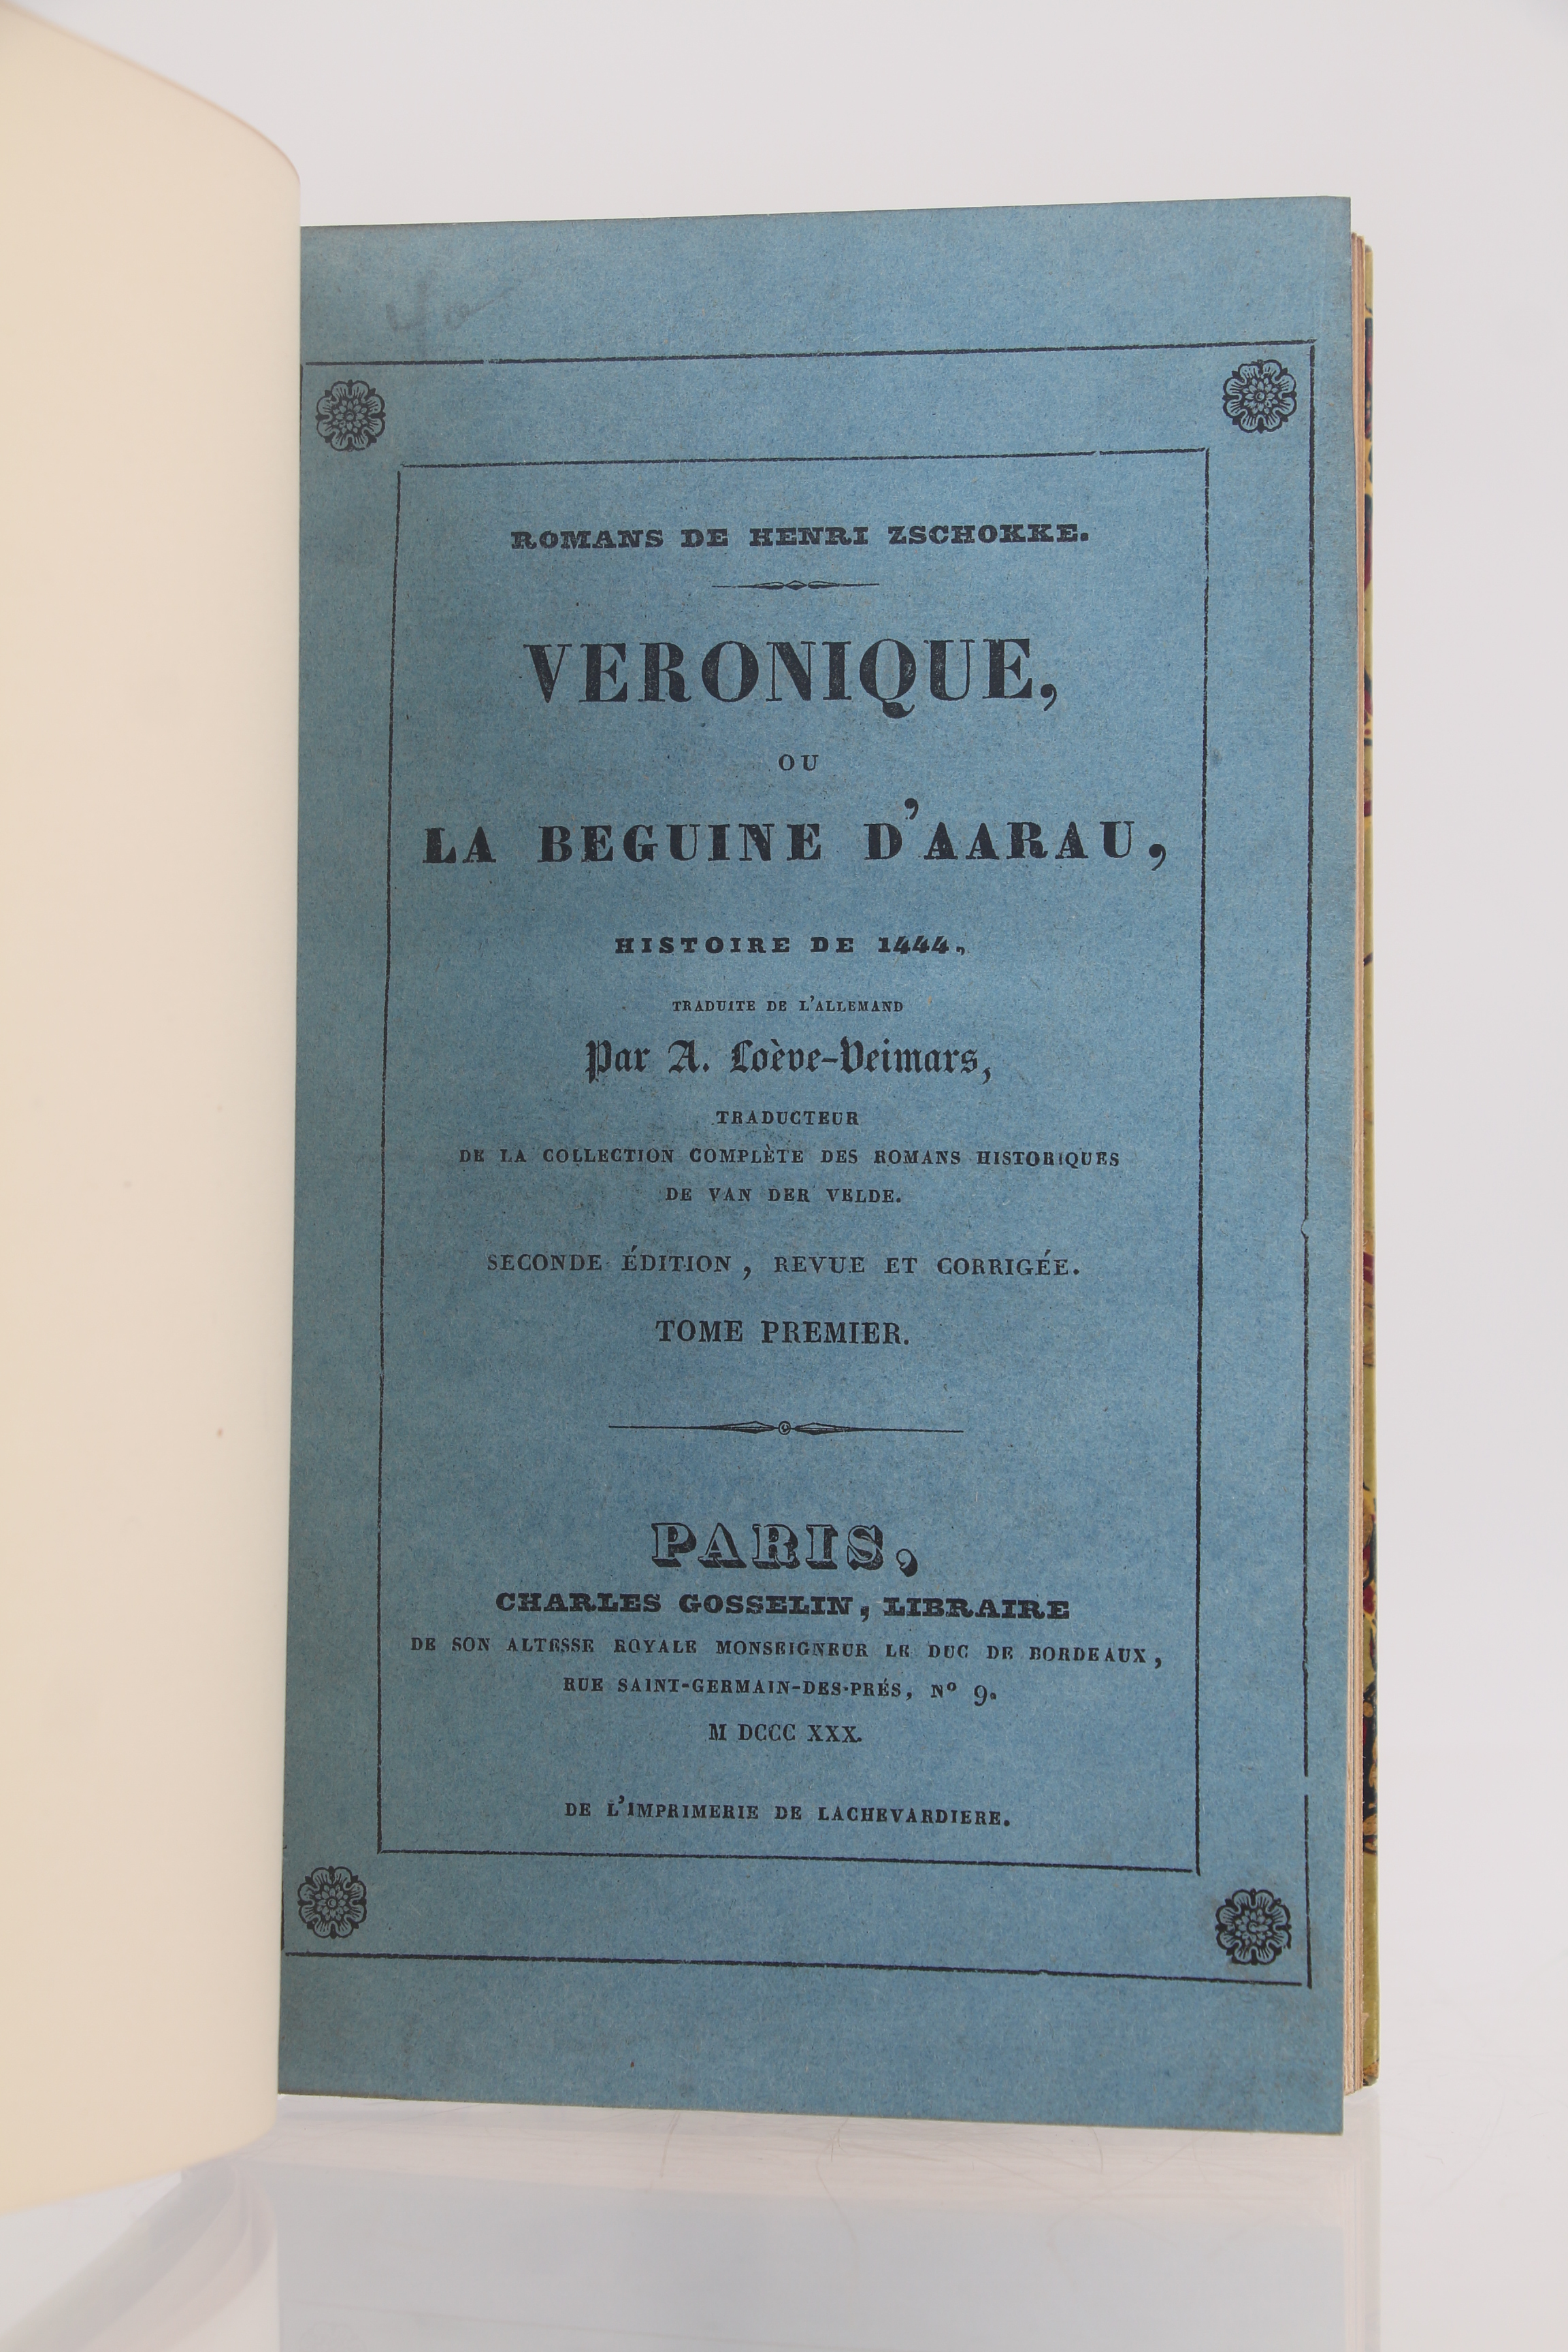 ROMANS DE HENRI ZSCHOKKE.
VERONIQUE,
OU
LA BEGUINE D'AARAU,
HISTOIRE DE 1444,
TRADUITE DE L'ALLEMAND
Par A. Loève-Veimars,
TRADUCTEUR
DE LA COLLECTION COMPLÈTE DES ROMANS HISTORIQUES
DE VAN DER VELDE.
SECONDE ÉDITION, REVUE ET CORRIGÉE.
TOME PREMIER.
PARIS,
CHARLES GOSSELIN, LIBRAIRE
DE SON ALTESSE ROYALE MONSEIGNEUR LE DUC DE BORDEAUX,
RUE SAINT-GERMAIN-DES-PRÉS, Nº 9.
M DCCC XXX.
DE L'IMPRIMERIE DE LACHEVARDIERE.